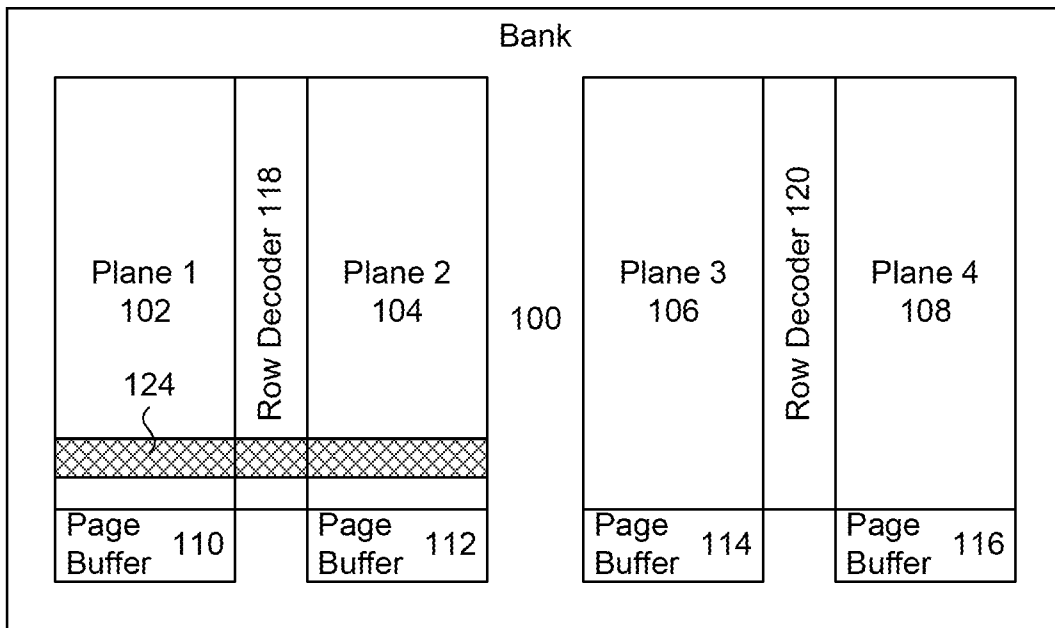 Bank
Plane 1
102
Row Decoder 118
Plane 2
104
100
Plane 3
106
Row Decoder 120
Plane 4
108
124
Page
Buffer 110
Page
Buffer 112
Page
Buffer 114
Page
Buffer 116